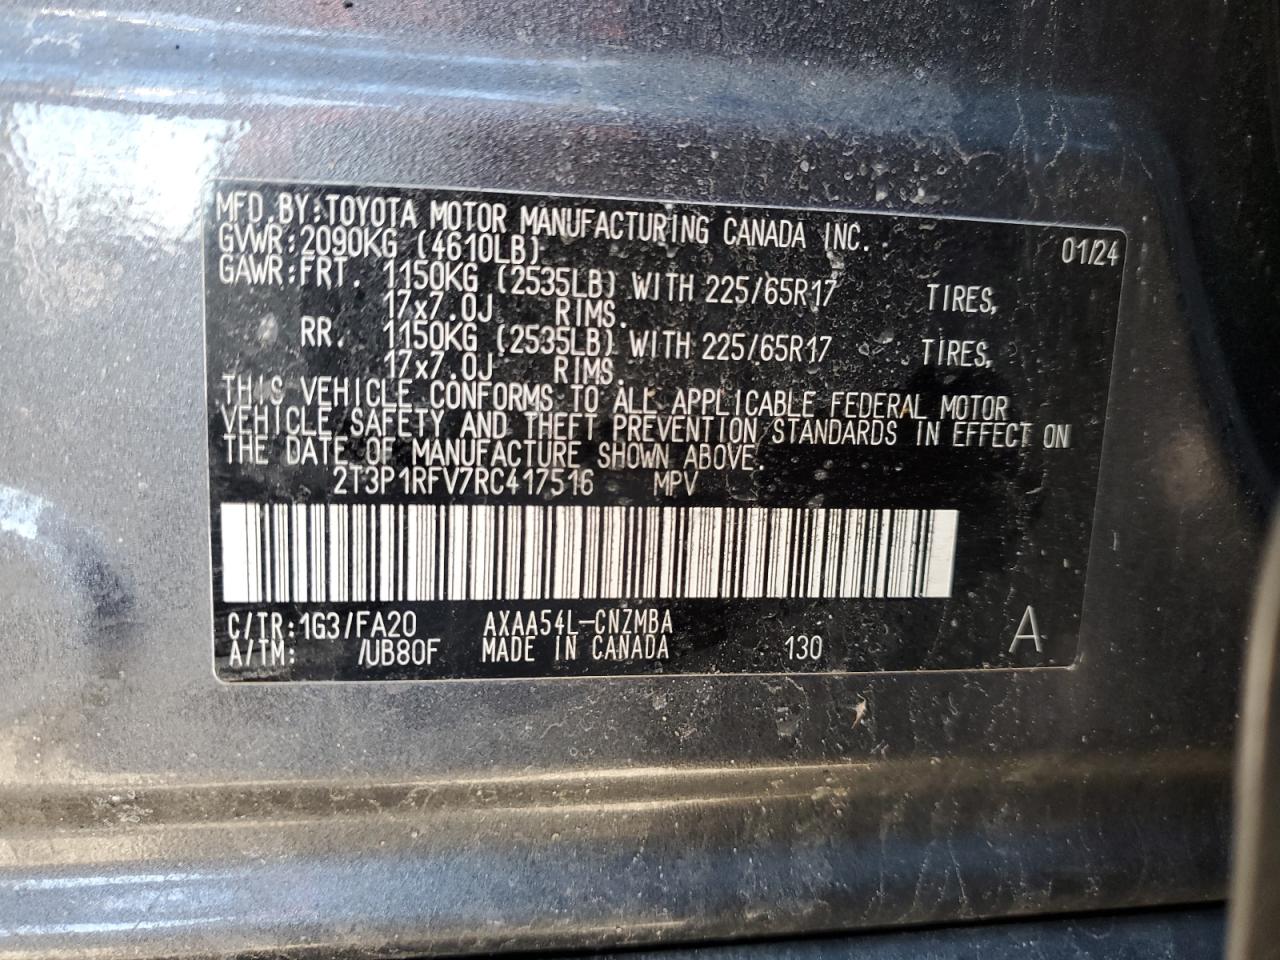 MFD.BY:TOYOTA MOTOR MANUFACTURING CANADA INC. 01/24
GVWR:2090KG (4610LB)
GAWR:FRT. 1150KG (2535LB) WITH 225/65R17 TIRES,
17x7.0J RIMS.
RR. 1150KG (2535LB) WITH 225/65R17 TIRES,
17x7.0J RIMS.
THIS VEHICLE CONFORMS TO ALL APPLICABLE FEDERAL MOTOR
VEHICLE SAFETY AND THEFT PREVENTION STANDARDS IN EFFECT ON
THE DATE OF MANUFACTURE SHOWN ABOVE.
2T3P1RFV7RC417516 MPV
C/TR:1G3/FA20 AXAA54L-CNZMBA
A/TM: /UB80F MADE IN CANADA 130 A